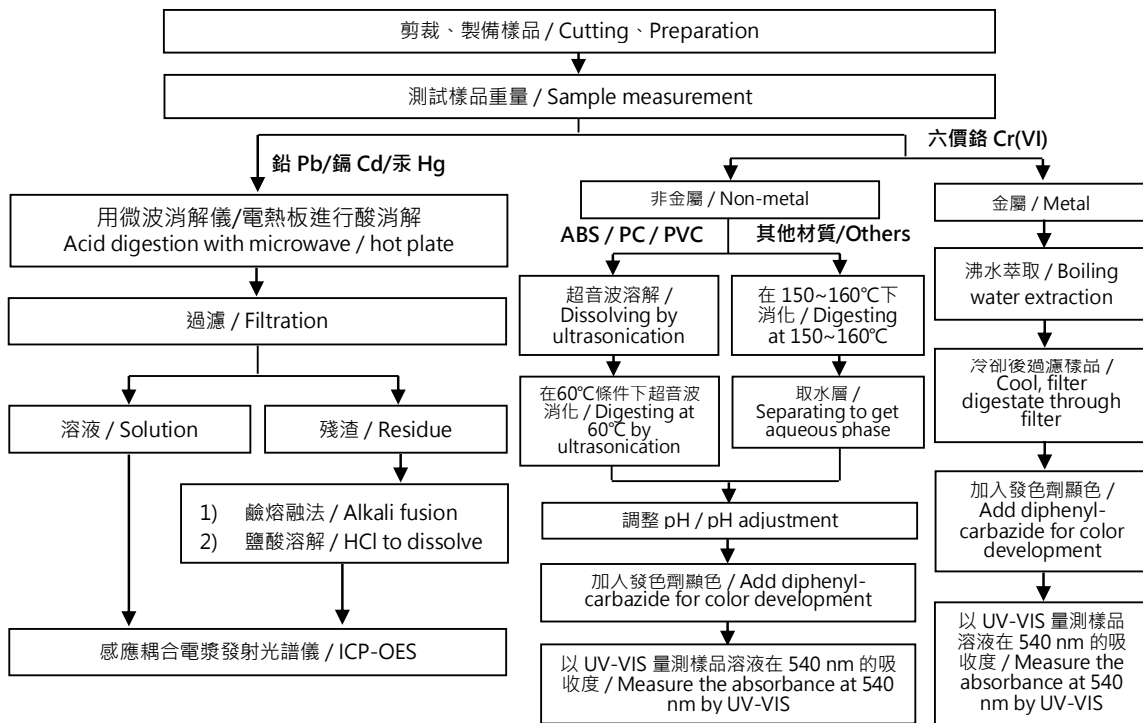 剪裁、製備樣品 / Cutting、Preparation
測試樣品重量 / Sample measurement
鉛 Pb/鎘 Cd/汞 Hg
六價鉻 Cr(VI)
用微波消解儀/電熱板進行酸消解
Acid digestion with microwave / hot plate
過濾 / Filtration
溶液 / Solution
殘渣 / Residue
1) 鹼熔融法 / Alkali fusion
2) 鹽酸溶解 / HCl to dissolve
感應耦合電漿發射光譜儀 / ICP-OES
非金屬 / Non-metal
ABS / PC / PVC
其他材質/Others
超音波溶解 /
Dissolving by
ultrasonication
在60℃條件下超音波
消化 / Digesting at
60℃ by
ultrasonication
在 150~160℃下
消化 / Digesting
at 150~160℃
取水層 /
Separating to get
aqueous phase
調整 pH / pH adjustment
加入發色劑顯色 / Add diphenyl-
carbazide for color development
以 UV-VIS 量測樣品溶液在 540 nm 的吸
收度 / Measure the absorbance at 540
nm by UV-VIS
金屬 / Metal
沸水萃取 / Boiling
water extraction
冷卻後過濾樣品 /
Cool, filter
digestate through
filter
加入發色劑顯色 /
Add diphenyl-
carbazide for color
development
以 UV-VIS 量測樣品
溶液在 540 nm 的吸
收度 / Measure the
absorbance at 540
nm by UV-VIS